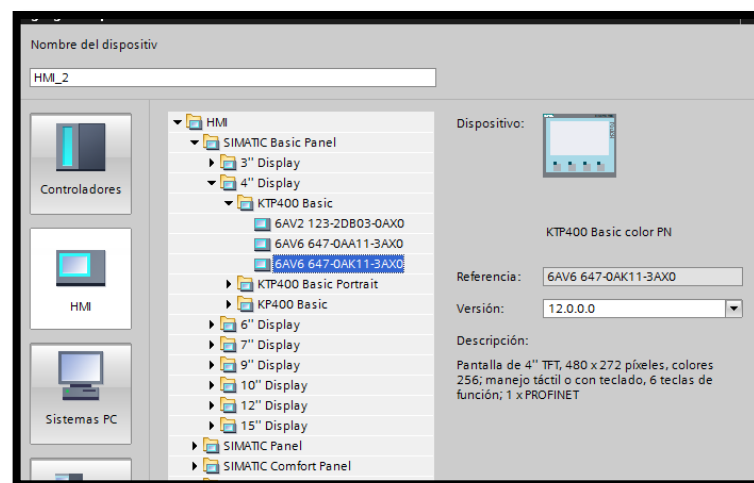 Nombre del dispositiv
HMI_2
Controladores
HMI
Sistemas PC
HMI
SIMATIC Basic Panel
3'' Display
4'' Display
KTP400 Basic
6AV2 123-2DB03-0AX0
6AV6 647-0AA11-3AX0
6AV6 647-0AK11-3AX0
KTP400 Basic Portrait
KP400 Basic
6'' Display
7'' Display
9'' Display
10'' Display
12'' Display
15'' Display
SIMATIC Panel
SIMATIC Comfort Panel
Dispositivo:
KTP400 Basic color PN
Referencia:
6AV6 647-0AK11-3AX0
Versión:
12.0.0.0
Descripción:
Pantalla de 4'' TFT, 480 x 272 píxeles, colores
256; manejo táctil o con teclado, 6 teclas de
función; 1 x PROFINET